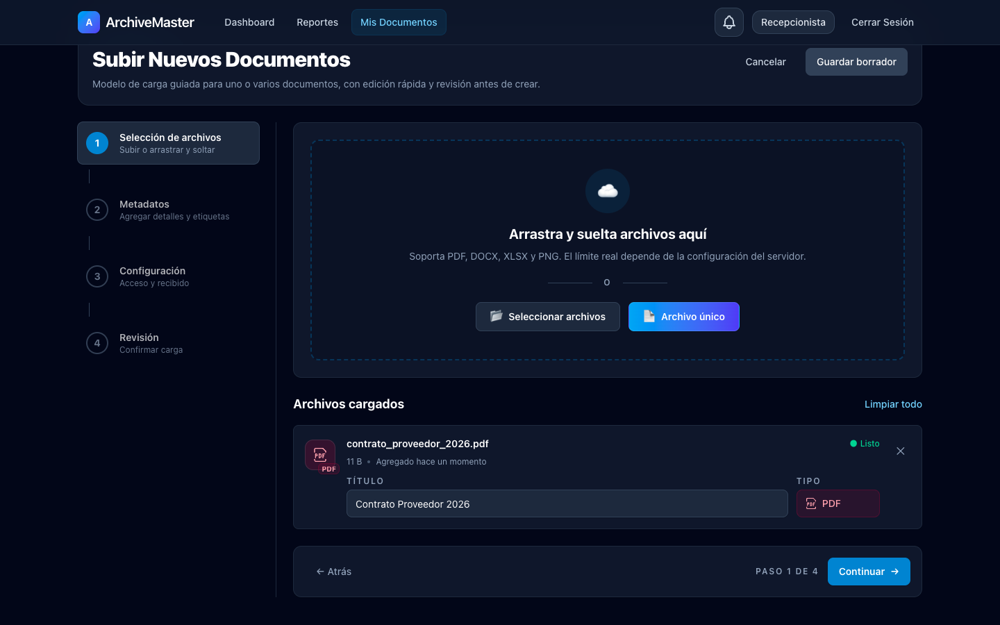 A ArchiveMaster Dashboard Reportes Mis Documentos Recepcionista Cerrar Sesión
Subir Nuevos Documentos
Cancelar Guardar borrador
Modelo de carga guiada para uno o varios documentos, con edición rápida y revisión antes de crear.
1 Selección de archivos
Subir o arrastrar y soltar
2 Metadatos
Agregar detalles y etiquetas
3 Configuración
Acceso y recibido
4 Revisión
Confirmar carga
Arrastra y suelta archivos aquí
Soporta PDF, DOCX, XLSX y PNG. El límite real depende de la configuración del servidor.
O
Seleccionar archivos Archivo único
Archivos cargados Limpiar todo
PDF
PDF
contrato_proveedor_2026.pdf Listo
11 B • Agregado hace un momento
TÍTULO TIPO
Contrato Proveedor 2026 PDF PDF
← Atrás PASO 1 DE 4 Continuar →